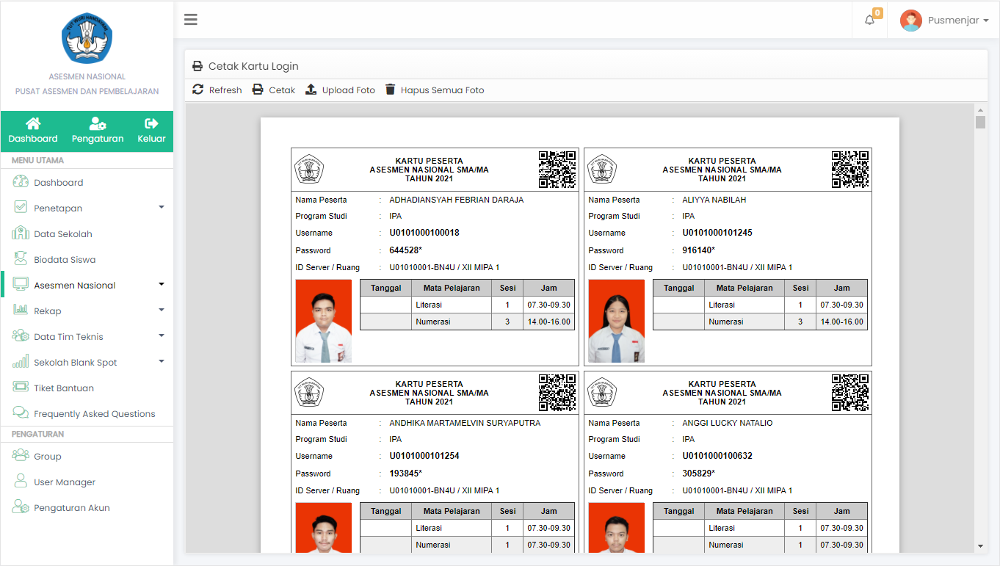 TUT WURI HANDAYANI
ASESMEN NASIONAL
PUSAT ASESMEN DAN PEMBELAJARAN
Dashboard Pengaturan Keluar
MENU UTAMA
Dashboard
Penetapan
Data Sekolah
Biodata Siswa
Asesmen Nasional
Rekap
Data Tim Teknis
Sekolah Blank Spot
Tiket Bantuan
Frequently Asked Questions
PENGATURAN
Group
User Manager
Pengaturan Akun
0 Pusmenjar
Cetak Kartu Login
Refresh Cetak Upload Foto Hapus Semua Foto
KARTU PESERTA
ASESMEN NASIONAL SMA/MA
TAHUN 2021
Nama Peserta : ADHADIANSYAH FEBRIAN DARAJA
Program Studi : IPA
Username : U0101000100018
Password : 644528*
ID Server / Ruang : U01010001-BN4U / XII MIPA 1
Tanggal Mata Pelajaran Sesi Jam
Literasi 1 07.30-09.30
Numerasi 3 14.00-16.00
KARTU PESERTA
ASESMEN NASIONAL SMA/MA
TAHUN 2021
Nama Peserta : ALIYYA NABILAH
Program Studi : IPA
Username : U0101000101245
Password : 916140*
ID Server / Ruang : U01010001-BN4U / XII MIPA 1
Tanggal Mata Pelajaran Sesi Jam
Literasi 1 07.30-09.30
Numerasi 3 14.00-16.00
KARTU PESERTA
ASESMEN NASIONAL SMA/MA
TAHUN 2021
Nama Peserta : ANDHIKA MARTAMELVIN SURYAPUTRA
Program Studi : IPA
Username : U0101000101254
Password : 193845*
ID Server / Ruang : U01010001-BN4U / XII MIPA 1
Tanggal Mata Pelajaran Sesi Jam
Literasi 1 07.30-09.30
Numerasi 1 07.30-09.30
KARTU PESERTA
ASESMEN NASIONAL SMA/MA
TAHUN 2021
Nama Peserta : ANGGI LUCKY NATALIO
Program Studi : IPA
Username : U0101000100632
Password : 305829*
ID Server / Ruang : U01010001-BN4U / XII MIPA 1
Tanggal Mata Pelajaran Sesi Jam
Literasi 1 07.30-09.30
Numerasi 1 07.30-09.30